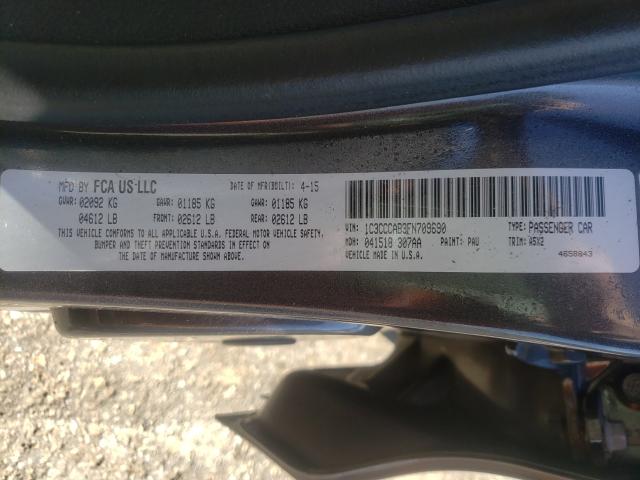 MFD BY FCA US-LLC DATE OF MFR(BUILT): 4-15
GVWR: 02092 KG GAWR: 01185 KG GAWR: 01185 KG
04612 LB FRONT: 02612 LB REAR: 02612 LB
THIS VEHICLE CONFORMS TO ALL APPLICABLE U.S.A. FEDERAL MOTOR VEHICLE SAFETY,
BUMPER AND THEFT PREVENTION STANDARDS IN EFFECT ON
THE DATE OF MANUFACTURE SHOWN ABOVE.
VIN: 1C3CCCAB3FN709690 TYPE: PASSENGER CAR
MDH: 041518 307AA PAINT: PAU TRIM: A5X2
VEHICLE MADE IN U.S.A. 4658843